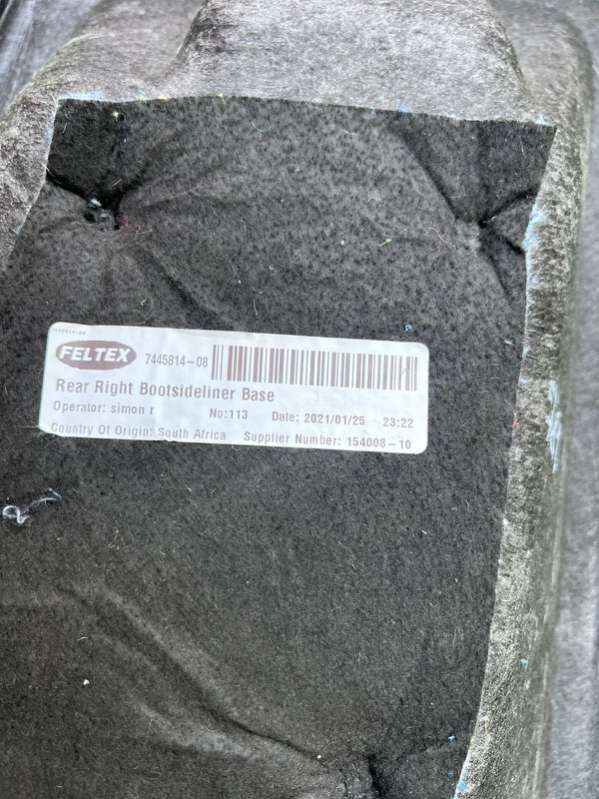 FELTEX 7445814-08
Rear Right Bootsideliner Base
Operator: simon r No:113 Date: 2021/01/25 23:22
Country Of Origin: South Africa Supplier Number: 154008-10